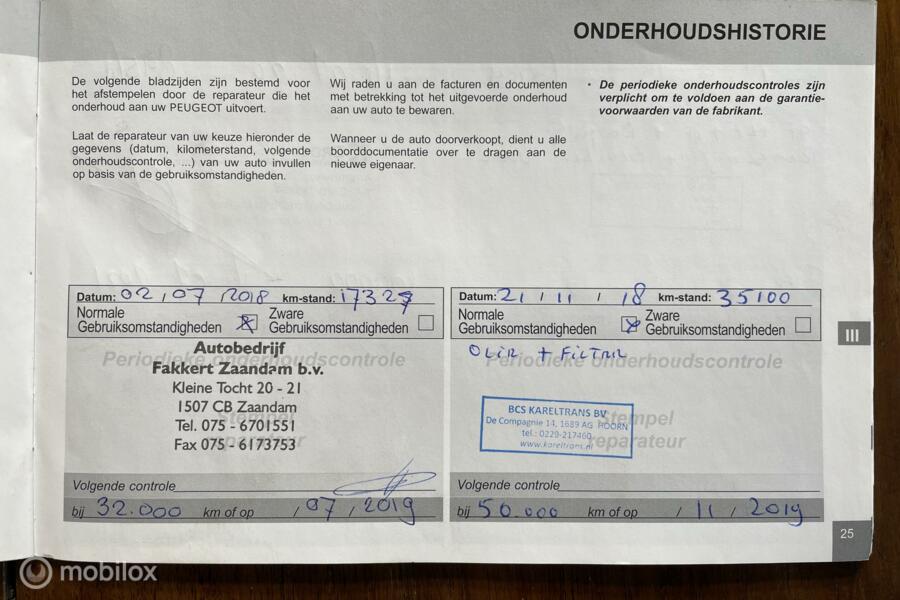 ONDERHOUDSHISTORIE
De volgende bladzijden zijn bestemd voor
het afstempelen door de reparateur die het
onderhoud aan uw PEUGEOT uitvoert.
Laat de reparateur van uw keuze hieronder de
gegevens (datum, kilometerstand, volgende
onderhoudscontrole, ...) van uw auto invullen
op basis van de gebruiksomstandigheden.
Wij raden u aan de facturen en documenten
met betrekking tot het uitgevoerde onderhoud
aan uw auto te bewaren.
Wanneer u de auto doorverkoopt, dient u alle
boorddocumentatie over te dragen aan de
nieuwe eigenaar.
• De periodieke onderhoudscontroles zijn
verplicht om te voldoen aan de garantie-
voorwaarden van de fabrikant.
Datum: 02/07/2018 km-stand: 17327
Normale
Gebruiksomstandigheden
Zware
Gebruiksomstandigheden
Periodieke onderhoudscontrole
Autobedrijf
Fakkert Zaandam b.v.
Kleine Tocht 20 - 21
1507 CB Zaandam
Tel. 075 - 6701551
Fax 075 - 6173753
Stempel
reparateur
Volgende controle
bij 32.000 km of op / 07 / 2019
Datum: 21 / 11 / 18 km-stand: 35100
Normale
Gebruiksomstandigheden
Zware
Gebruiksomstandigheden
Periodieke onderhoudscontrole
BCS KARELTRANS BV
De Compagnie 14, 1689 AG HOORN
tel.: 0229-217460
www.kareltrans.nl
Stempel
reparateur
Volgende controle
bij 50.000 km of op / 11 / 2019
III
25
mobilox